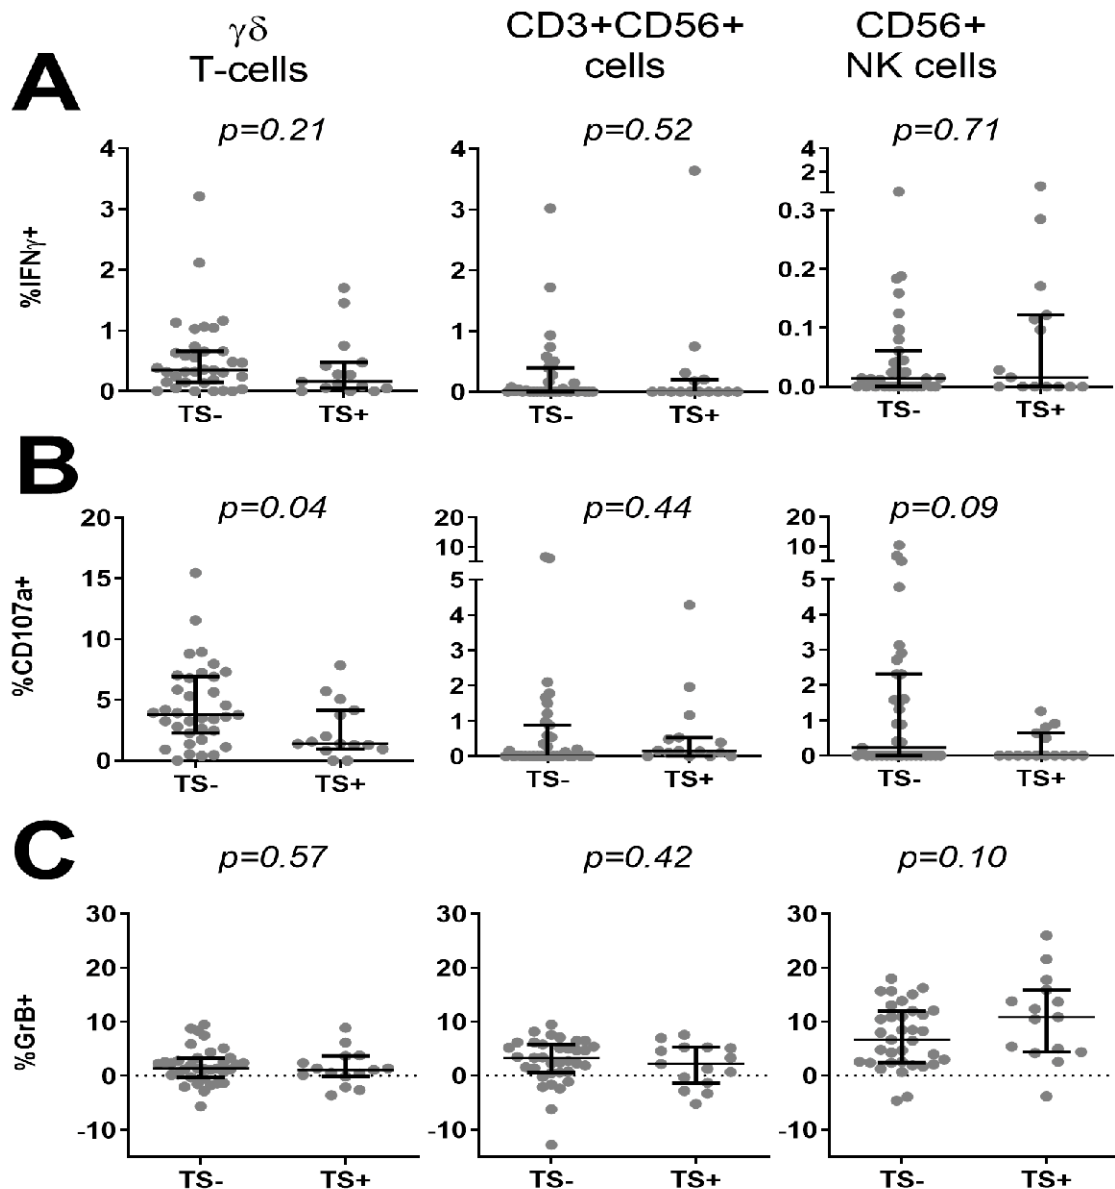 γδ
T-cells
CD3+CD56+
cells
CD56+
NK cells
A
p=0.21
p=0.52
p=0.71
%IFNγ+
4
3
2
1
0
TS-
TS+
4
3
2
1
0
TS-
TS+
4
2
0.3
0.2
0.1
0.0
TS-
TS+
B
p=0.04
p=0.44
p=0.09
%CD107a+
20
15
10
5
0
TS-
TS+
20
10
5
4
3
2
1
0
TS-
TS+
20
10
5
4
3
2
1
0
TS-
TS+
C
p=0.57
p=0.42
p=0.10
%GrB+
30
20
10
0
-10
TS-
TS+
30
20
10
0
-10
TS-
TS+
30
20
10
0
-10
TS-
TS+